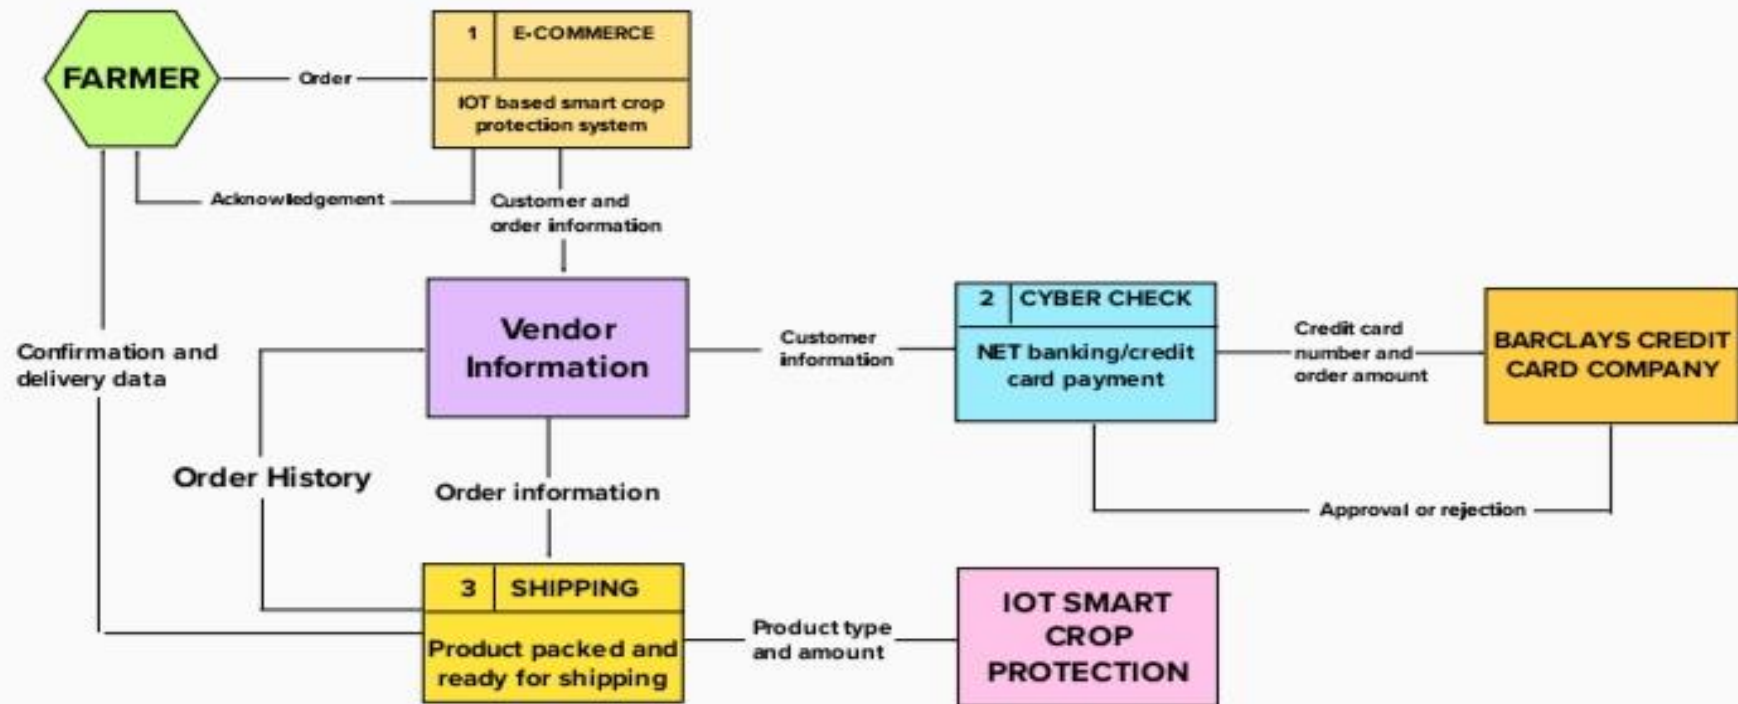 FARMER
Order
1 E-COMMERCE
IOT based smart crop
protection system
Acknowledgement
Customer and
order information
Confirmation and
delivery data
Vendor
Information
Customer
information
2 CYBER CHECK
NET banking/credit
card payment
Credit card
number and
order amount
BARCLAYS CREDIT
CARD COMPANY
Order History
Order information
Approval or rejection
3 SHIPPING
Product packed and
ready for shipping
Product type
and amount
IOT SMART
CROP
PROTECTION